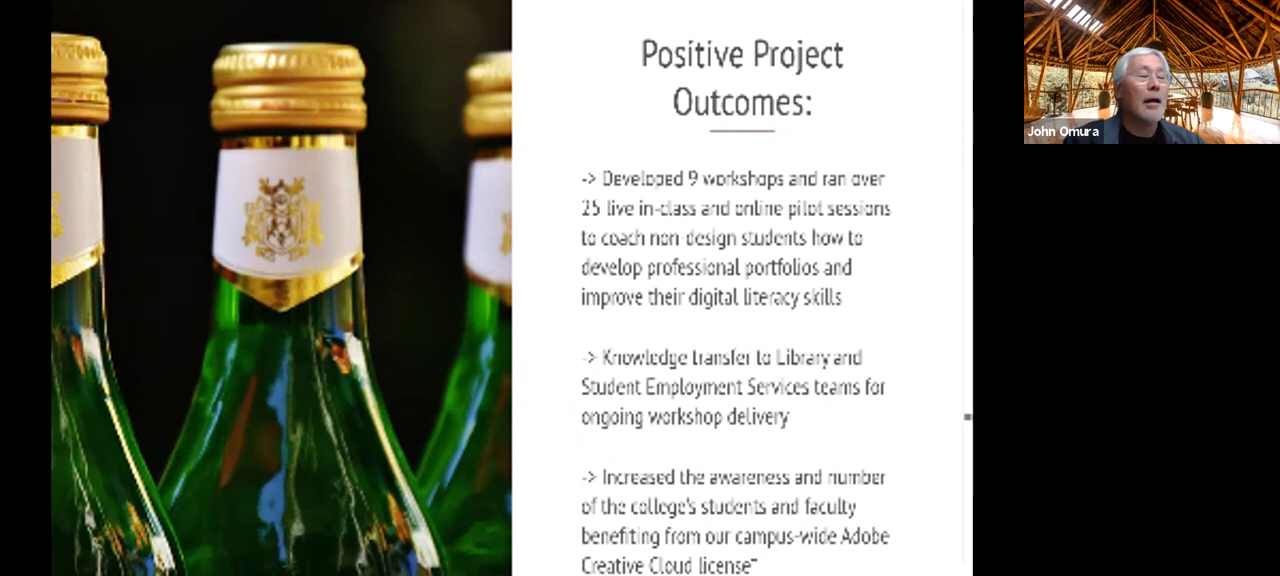 Positive Project
Outcomes:
-> Developed 9 workshops and ran over
25 live in-class and online pilot sessions
to coach non-design students how to
develop professional portfolios and
improve their digital literacy skills
-> Knowledge transfer to Library and
Student Employment Services teams for
ongoing workshop delivery
-> Increased the awareness and number
of the college's students and faculty
benefiting from our campus-wide Adobe
Creative Cloud license
John Omura